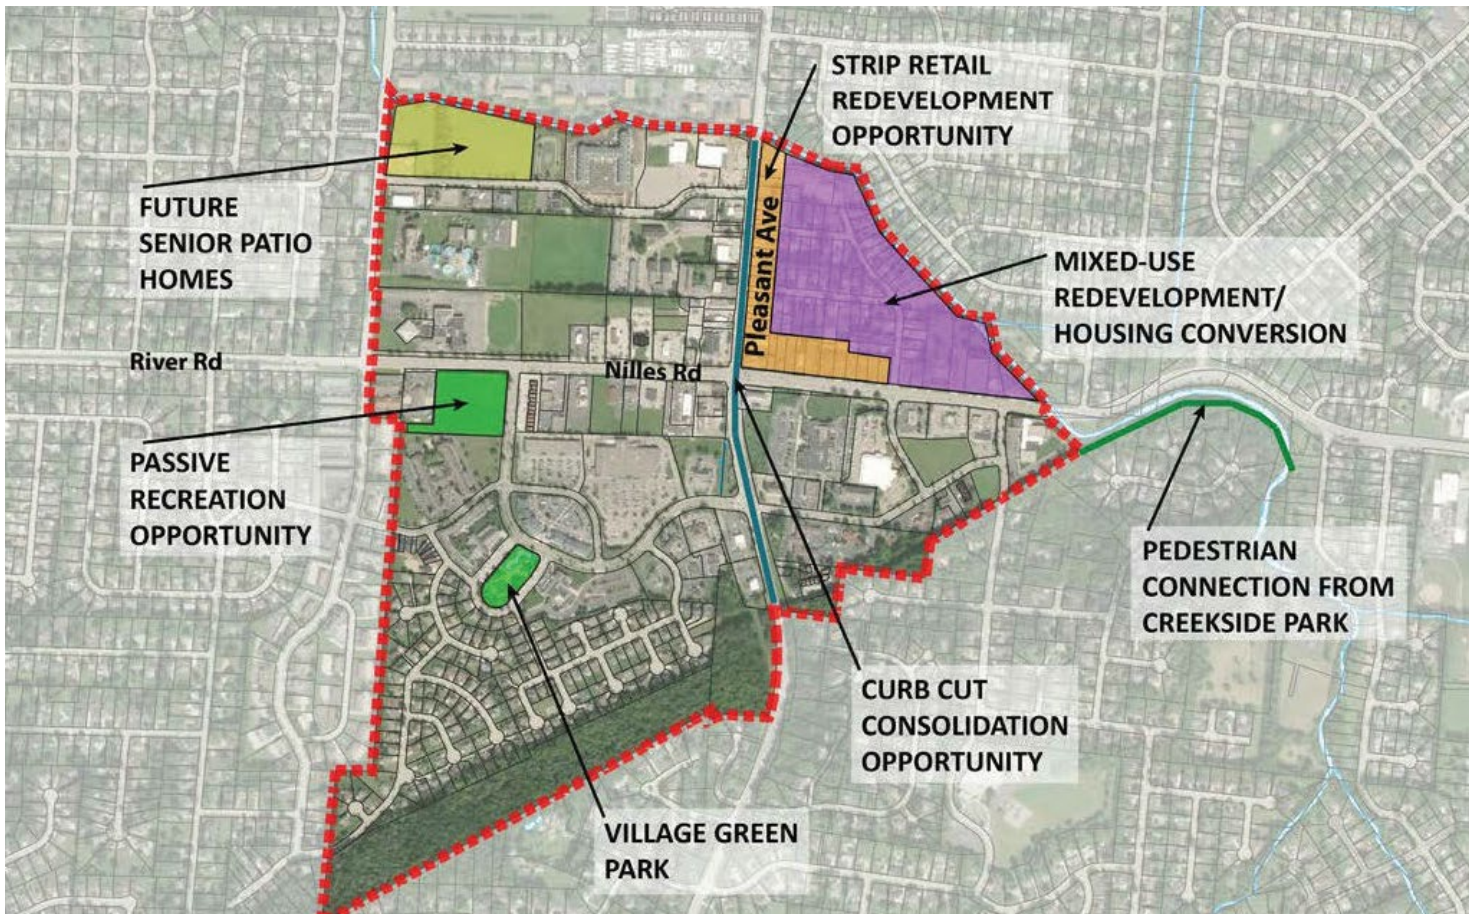 STRIP RETAIL
REDEVELOPMENT
OPPORTUNITY
FUTURE
SENIOR PATIO
HOMES
Pleasant Ave
MIXED-USE
REDEVELOPMENT/
HOUSING CONVERSION
River Rd
Nilles Rd
PASSIVE
RECREATION
OPPORTUNITY
PEDESTRIAN
CONNECTION FROM
CREEKSIDE PARK
CURB CUT
CONSOLIDATION
OPPORTUNITY
VILLAGE GREEN
PARK